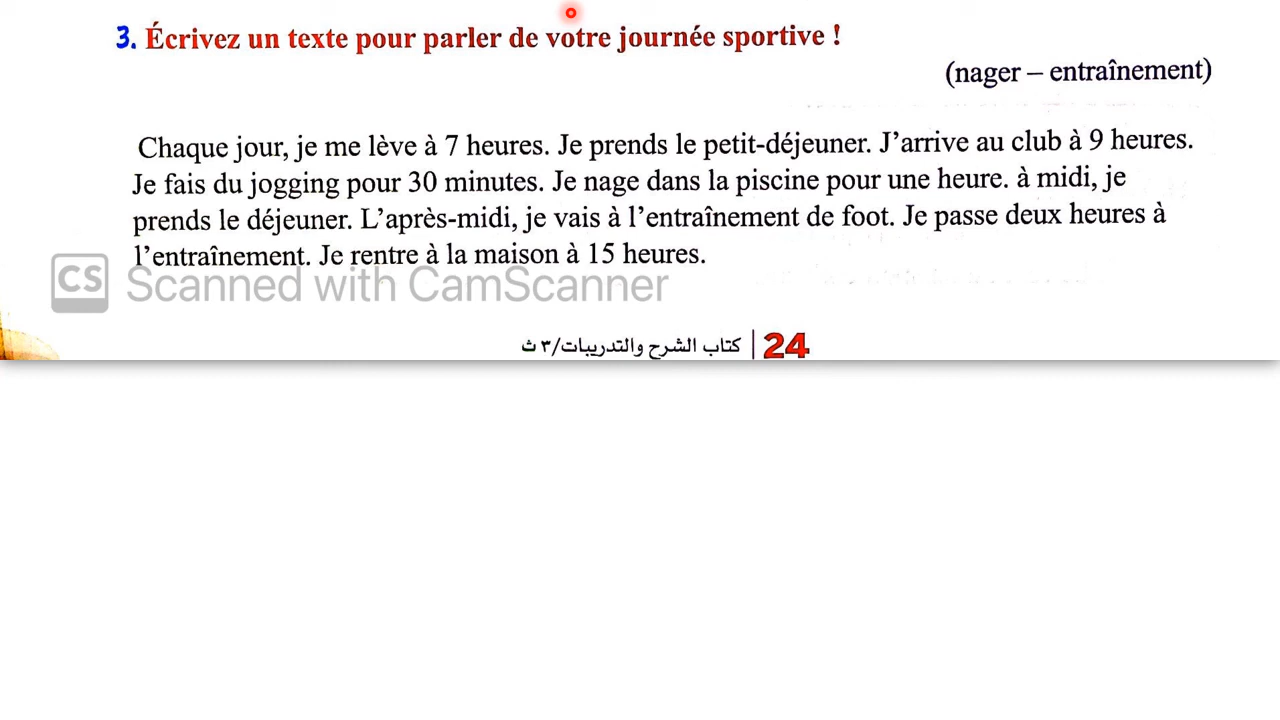 3. Écrivez un texte pour parler de votre journée sportive !
(nager – entraînement)
Chaque jour, je me lève à 7 heures. Je prends le petit-déjeuner. J’arrive au club à 9 heures.
Je fais du jogging pour 30 minutes. Je nage dans la piscine pour une heure. à midi, je
prends le déjeuner. L’après-midi, je vais à l’entraînement de foot. Je passe deux heures à
l’entraînement. Je rentre à la maison à 15 heures.
CS Scanned with CamScanner
24 | كتاب الشرح والتدريبات/٣ ث